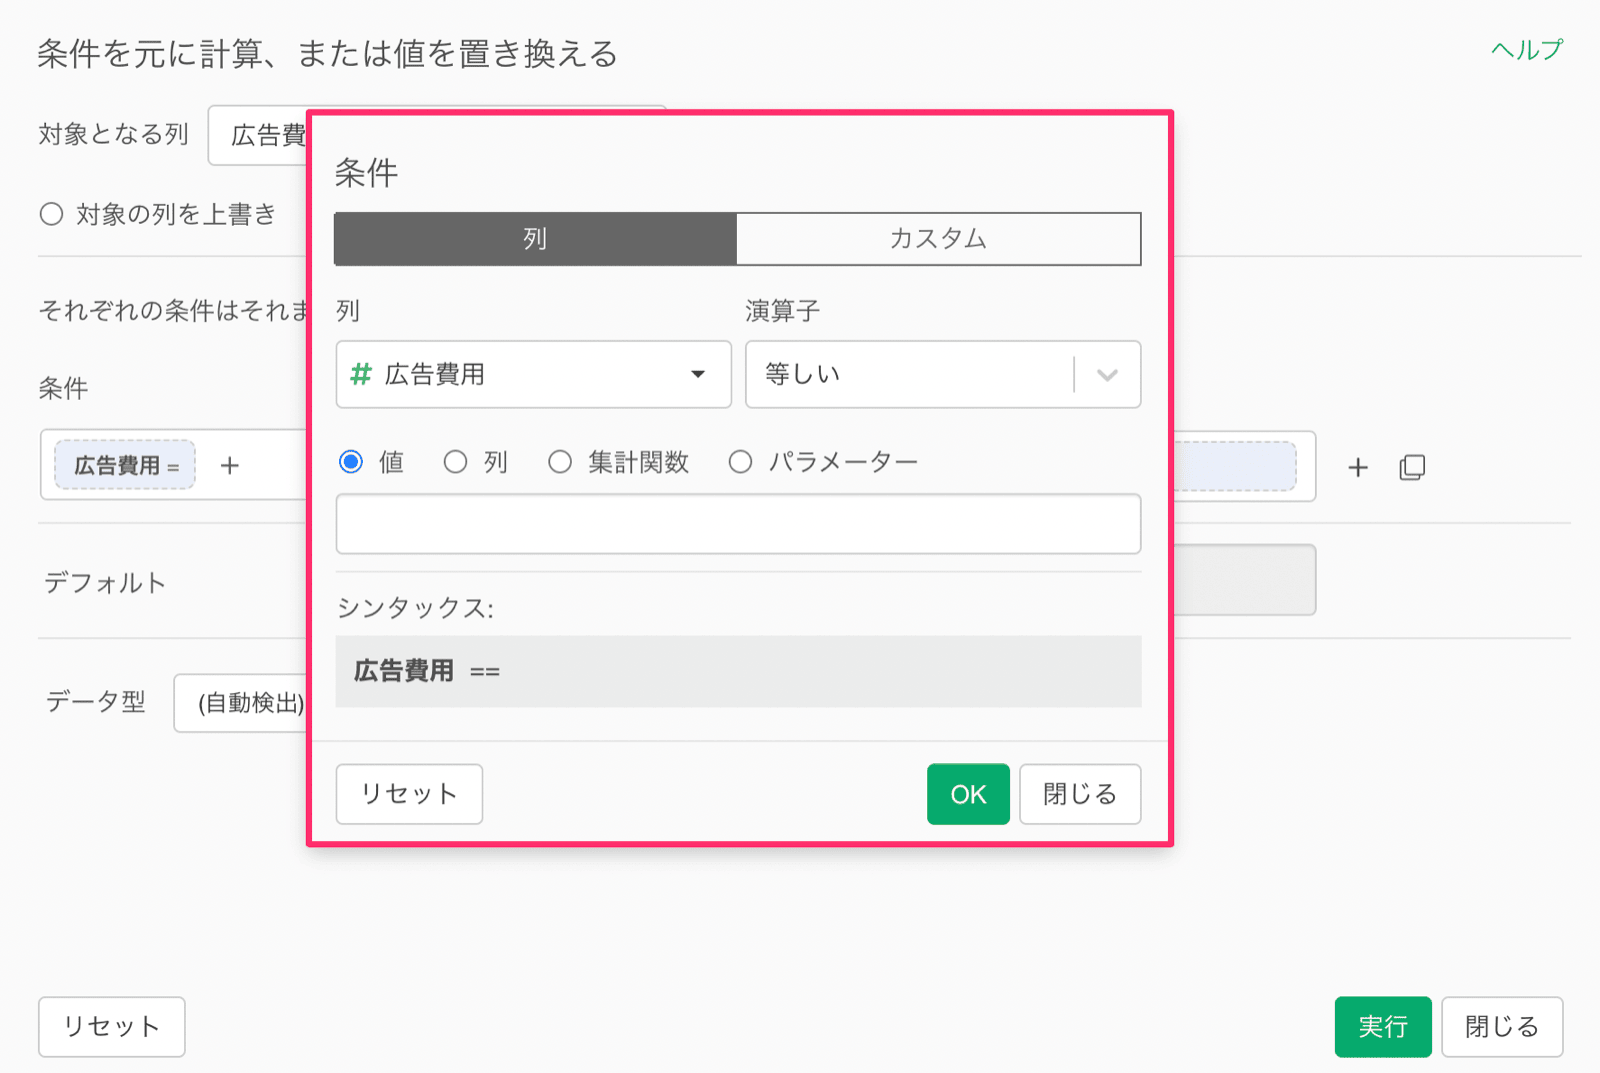 条件を元に計算、または値を置き換える
ヘルプ
対象となる列 広告費
対象の列を上書き
それぞれの条件はそれま
条件
広告費用 = +
+
デフォルト
データ型 (自動検出)
条件
列 カスタム
列 演算子
# 広告費用 等しい
値 列 集計関数 パラメーター
シンタックス:
広告費用 ==
リセット OK 閉じる
リセット 実行 閉じる